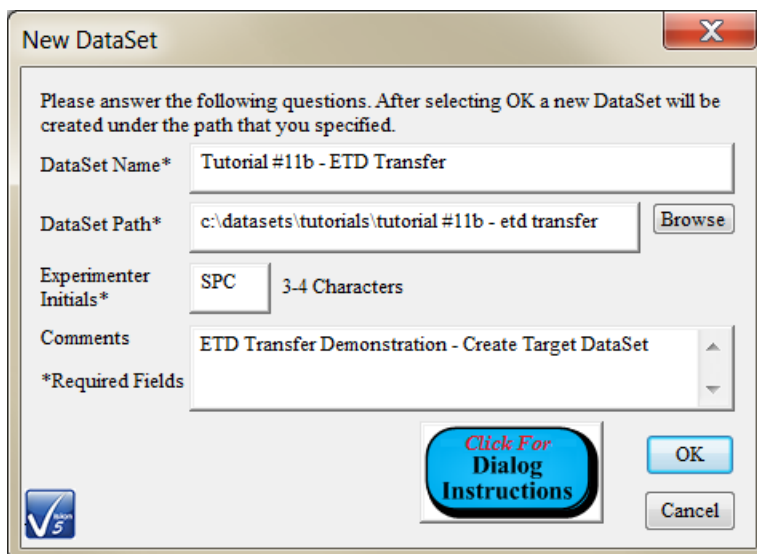 New DataSet
X
Please answer the following questions. After selecting OK a new DataSet will be
created under the path that you specified.
DataSet Name*
Tutorial #11b - ETD Transfer
DataSet Path*
c:\datasets\tutorials\tutorial #11b - etd transfer
Browse
Experimenter
Initials*
SPC
3-4 Characters
Comments
ETD Transfer Demonstration - Create Target DataSet
*Required Fields
Click For
Dialog
Instructions
OK
Cancel
Vision
5